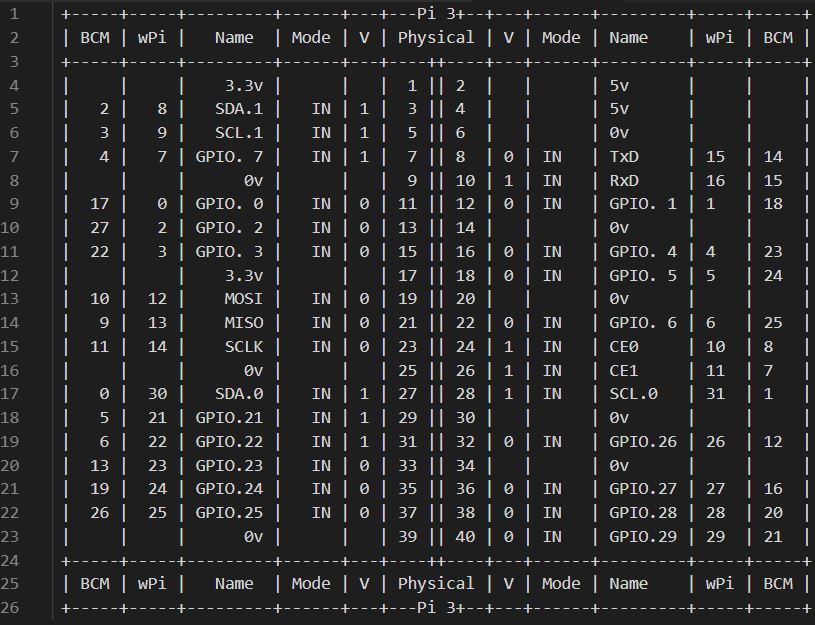 1 +-----+-----+---------+------+---+---Pi 3+--+---+------+---------+-----+-----+
2 | BCM | wPi |   Name  | Mode | V | Physical | V | Mode | Name    | wPi | BCM |
3 +-----+-----+---------+------+---+----++----+---+------+---------+-----+-----+
4 |     |     |    3.3v |      |   |  1 || 2  |   |      | 5v      |     |     |
5 |   2 |   8 |   SDA.1 |   IN | 1 |  3 || 4  |   |      | 5v      |     |     |
6 |   3 |   9 |   SCL.1 |   IN | 1 |  5 || 6  |   |      | 0v      |     |     |
7 |   4 |   7 | GPIO. 7 |   IN | 1 |  7 || 8  | 0 | IN   | TxD     | 15  | 14  |
8 |     |     |      0v |      |   |  9 || 10 | 1 | IN   | RxD     | 16  | 15  |
9 |  17 |   0 | GPIO. 0 |   IN | 0 | 11 || 12 | 0 | IN   | GPIO. 1 | 1   | 18  |
10 |  27 |   2 | GPIO. 2 |   IN | 0 | 13 || 14 |   |      | 0v      |     |     |
11 |  22 |   3 | GPIO. 3 |   IN | 0 | 15 || 16 | 0 | IN   | GPIO. 4 | 4   | 23  |
12 |     |     |    3.3v |      |   | 17 || 18 | 0 | IN   | GPIO. 5 | 5   | 24  |
13 |  10 |  12 |    MOSI |   IN | 0 | 19 || 20 |   |      | 0v      |     |     |
14 |   9 |  13 |    MISO |   IN | 0 | 21 || 22 | 0 | IN   | GPIO. 6 | 6   | 25  |
15 |  11 |  14 |    SCLK |   IN | 0 | 23 || 24 | 1 | IN   | CE0     | 10  | 8   |
16 |     |     |      0v |      |   | 25 || 26 | 1 | IN   | CE1     | 11  | 7   |
17 |   0 |  30 |   SDA.0 |   IN | 1 | 27 || 28 | 1 | IN   | SCL.0   | 31  | 1   |
18 |   5 |  21 | GPIO.21 |   IN | 1 | 29 || 30 |   |      | 0v      |     |     |
19 |   6 |  22 | GPIO.22 |   IN | 1 | 31 || 32 | 0 | IN   | GPIO.26 | 26  | 12  |
20 |  13 |  23 | GPIO.23 |   IN | 0 | 33 || 34 |   |      | 0v      |     |     |
21 |  19 |  24 | GPIO.24 |   IN | 0 | 35 || 36 | 0 | IN   | GPIO.27 | 27  | 16  |
22 |  26 |  25 | GPIO.25 |   IN | 0 | 37 || 38 | 0 | IN   | GPIO.28 | 28  | 20  |
23 |     |     |      0v |      |   | 39 || 40 | 0 | IN   | GPIO.29 | 29  | 21  |
24 +-----+-----+---------+------+---+----++----+---+------+---------+-----+-----+
25 | BCM | wPi |   Name  | Mode | V | Physical | V | Mode | Name    | wPi | BCM |
26 +-----+-----+---------+------+---+---Pi 3+--+---+------+---------+-----+-----+